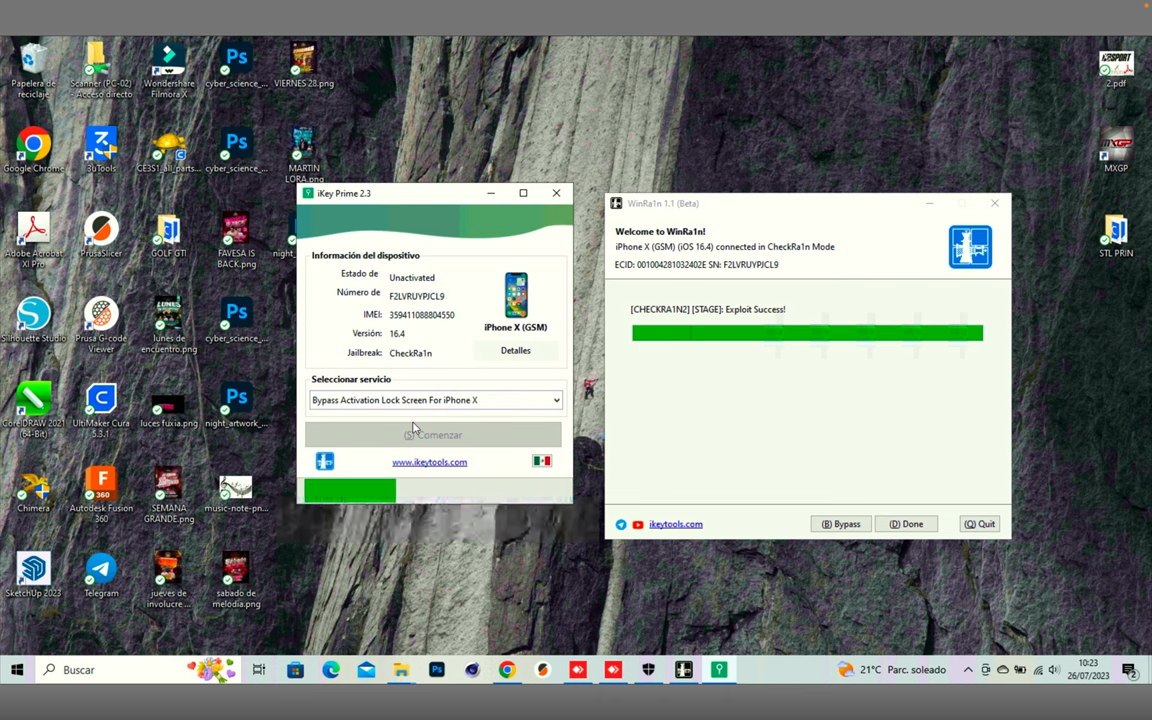 Papelera de
reciclaje
Scanner (PC-02)
- Acceso directo
Wondershare
Filmora X
cyber_science_...
VIERNES 28.png
2.pdf
Google Chrome
3uTools
CE3S1_all_parts...
cyber_science_...
MARTIN
LORA.png
MXGP
Adobe Acrobat
XI Pro
PrusaSlicer
GOLF GTI
FAVESA IS
BACK.png
STL PRIN
Silhouette Studio
Prusa G-code
Viewer
lunes de
encuentro.png
cyber_science_...
CorelDRAW 2021
(64-Bit)
UltiMaker Cura
5.3.1
luces fuxia.png
night_artwork_...
Chimera
Autodesk Fusion
360
SEMANA
GRANDE.png
music-note-pn...
SketchUp 2023
Telegram
jueves de
involucre ...
sabado de
melodia.png
iKey Prime 2.3
Información del dispositivo
Estado de Unactivated
Número de F2LVRUYPJCL9
IMEI: 359411088804550
Versión: 16.4
Jailbreak: CheckRa1n
iPhone X (GSM)
Detalles
Seleccionar servicio
Bypass Activation Lock Screen For iPhone X
(S) Comenzar
www.ikeytools.com
WinRa1n 1.1 (Beta)
Welcome to WinRa1n!
iPhone X (GSM) (iOS 16.4) connected in CheckRa1n Mode
ECID: 001004281032402E SN: F2LVRUYPJCL9
[CHECKRA1N2] [STAGE]: Exploit Success!
ikeytools.com
(B) Bypass
(D) Done
(Q) Quit
Buscar
21°C Parc. soleado
10:23
26/07/2023